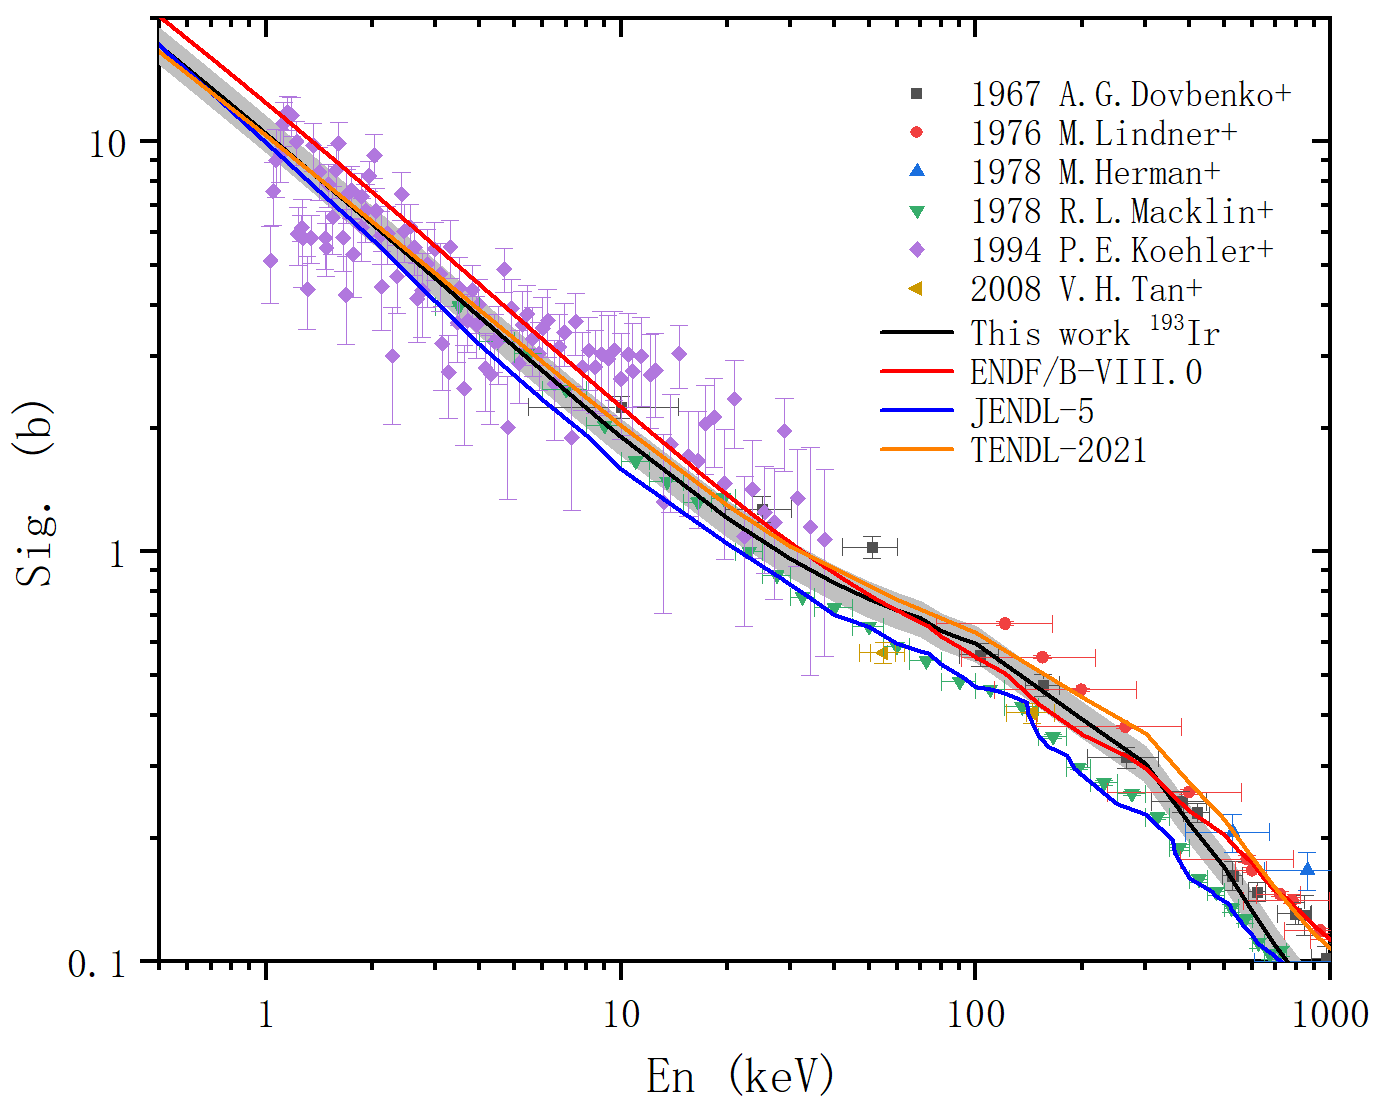 1967 A.G.Dovbenko+
1976 M.Lindner+
1978 M.Herman+
1978 R.L.Macklin+
1994 P.E.Koehler+
2008 V.H.Tan+
This work ¹⁹³Ir
ENDF/B-VIII.0
JENDL-5
TENDL-2021
Sig. (b)
10
1
0.1
1 10 100 1000
En (keV)